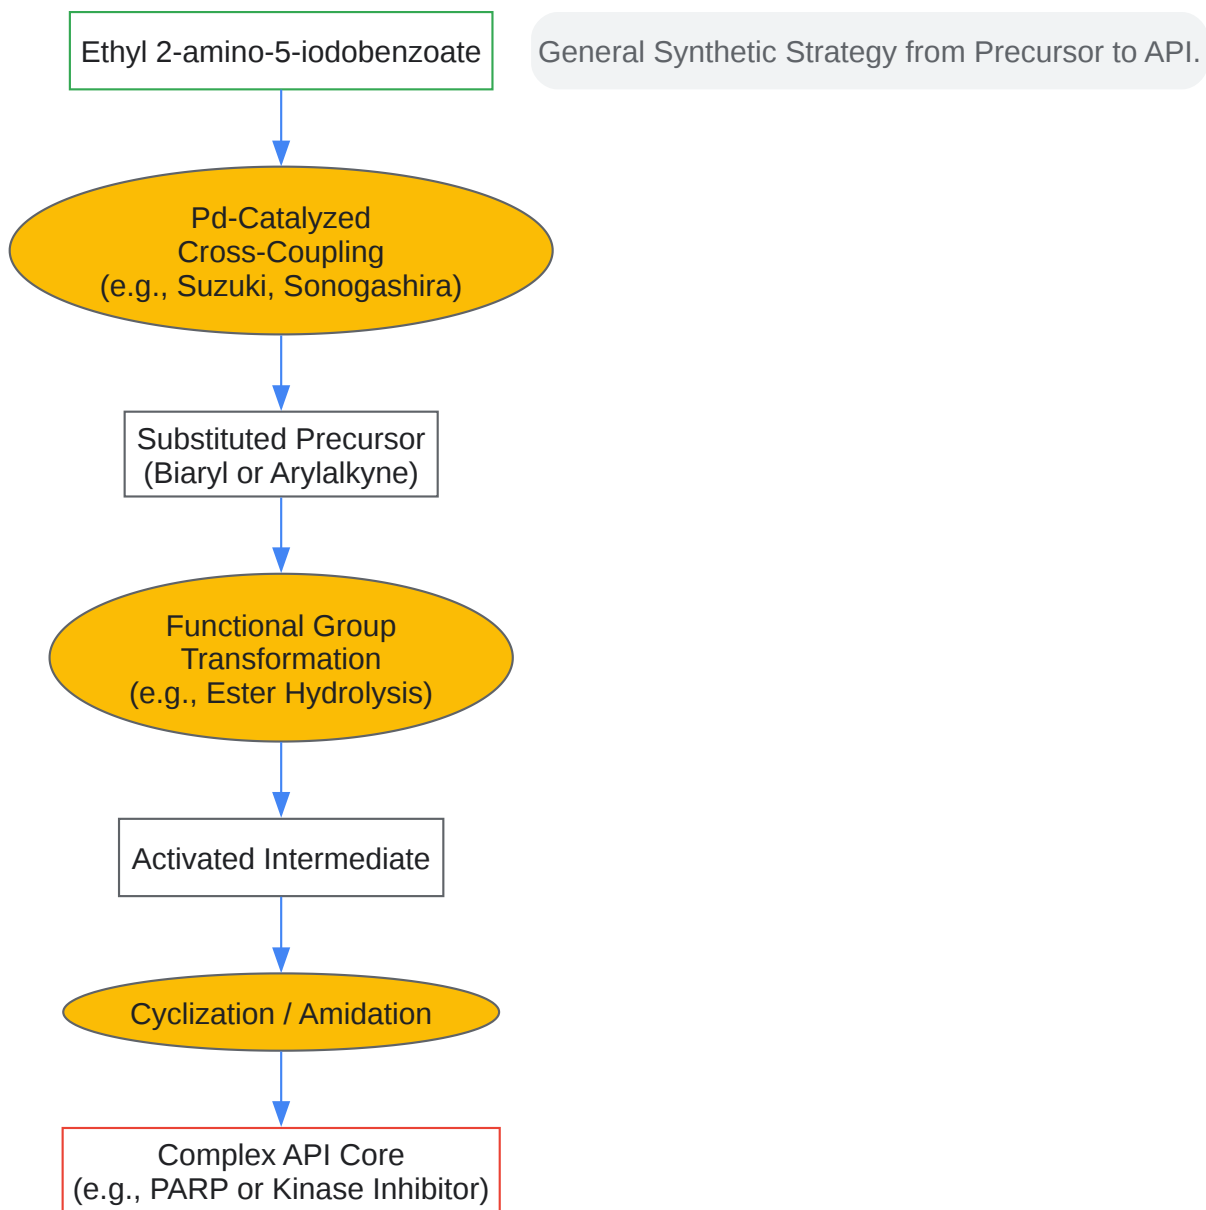 Ethyl 2-amino-5-iodobenzoate
General Synthetic Strategy from Precursor to API.
Pd-Catalyzed
Cross-Coupling
(e.g., Suzuki, Sonogashira)
Substituted Precursor
(Biaryl or Arylalkyne)
Functional Group
Transformation
(e.g., Ester Hydrolysis)
Activated Intermediate
Cyclization / Amidation
Complex API Core
(e.g., PARP or Kinase Inhibitor)